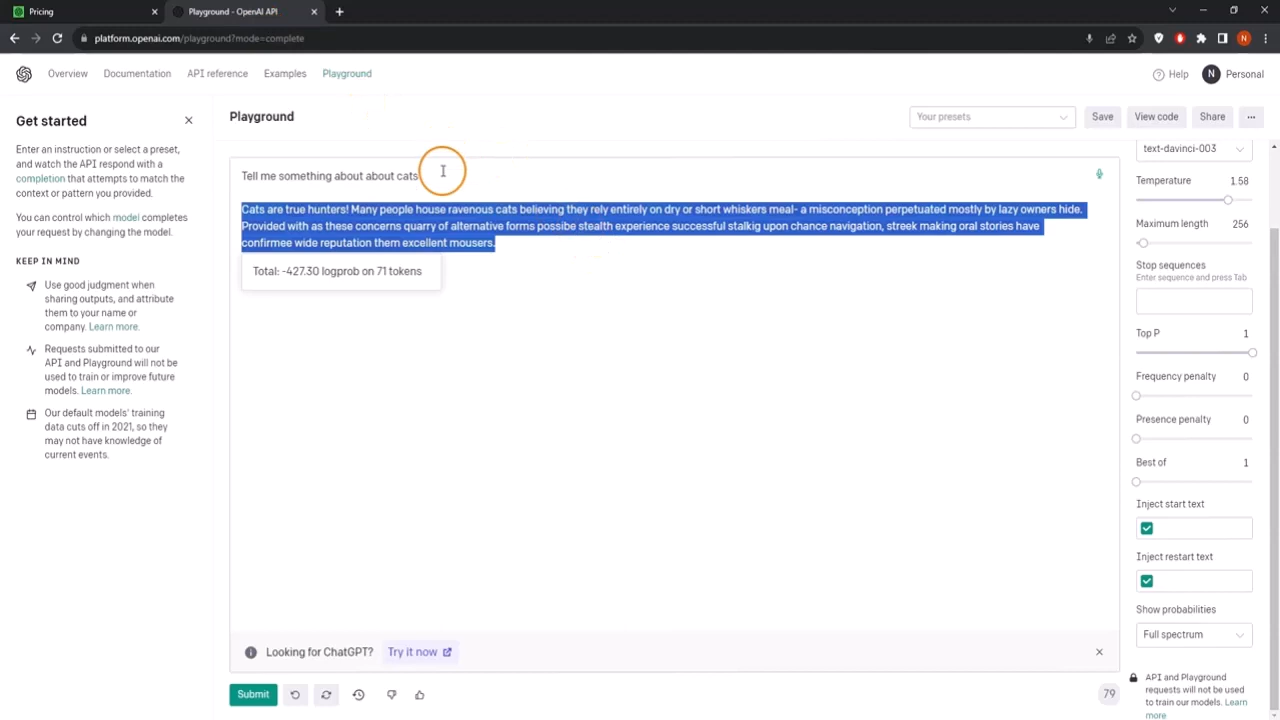 Pricing
Playground - OpenAI API
platform.openai.com/playground?mode=complete
N
Overview
Documentation
API reference
Examples
Playground
Help
N
Personal
Get started
Enter an instruction or select a preset,
and watch the API respond with a
completion that attempts to match the
context or pattern you provided.
You can control which model completes
your request by changing the model.
KEEP IN MIND
Use good judgment when
sharing outputs, and attribute
them to your name or
company. Learn more.
Requests submitted to our
API and Playground will not be
used to train or improve future
models. Learn more.
Our default models' training
data cuts off in 2021, so they
may not have knowledge of
current events.
Playground
Your presets
Save
View code
Share
...
Tell me something about about cats
Cats are true hunters! Many people house ravenous cats believing they rely entirely on dry or short whiskers meal- a misconception perpetuated mostly by lazy owners hide.
Provided with as these concerns quarry of alternative forms possibe stealth experience successful stalkig upon chance navigation, streek making oral stories have
confirmee wide reputation them excellent mousers.
Total: -427.30 logprob on 71 tokens
Looking for ChatGPT? Try it now
Submit
79
text-davinci-003
Temperature 1.58
Maximum length 256
Stop sequences
Enter sequence and press Tab
Top P 1
Frequency penalty 0
Presence penalty 0
Best of 1
Inject start text
Inject restart text
Show probabilities
Full spectrum
API and Playground
requests will not be used
to train our models. Learn
more